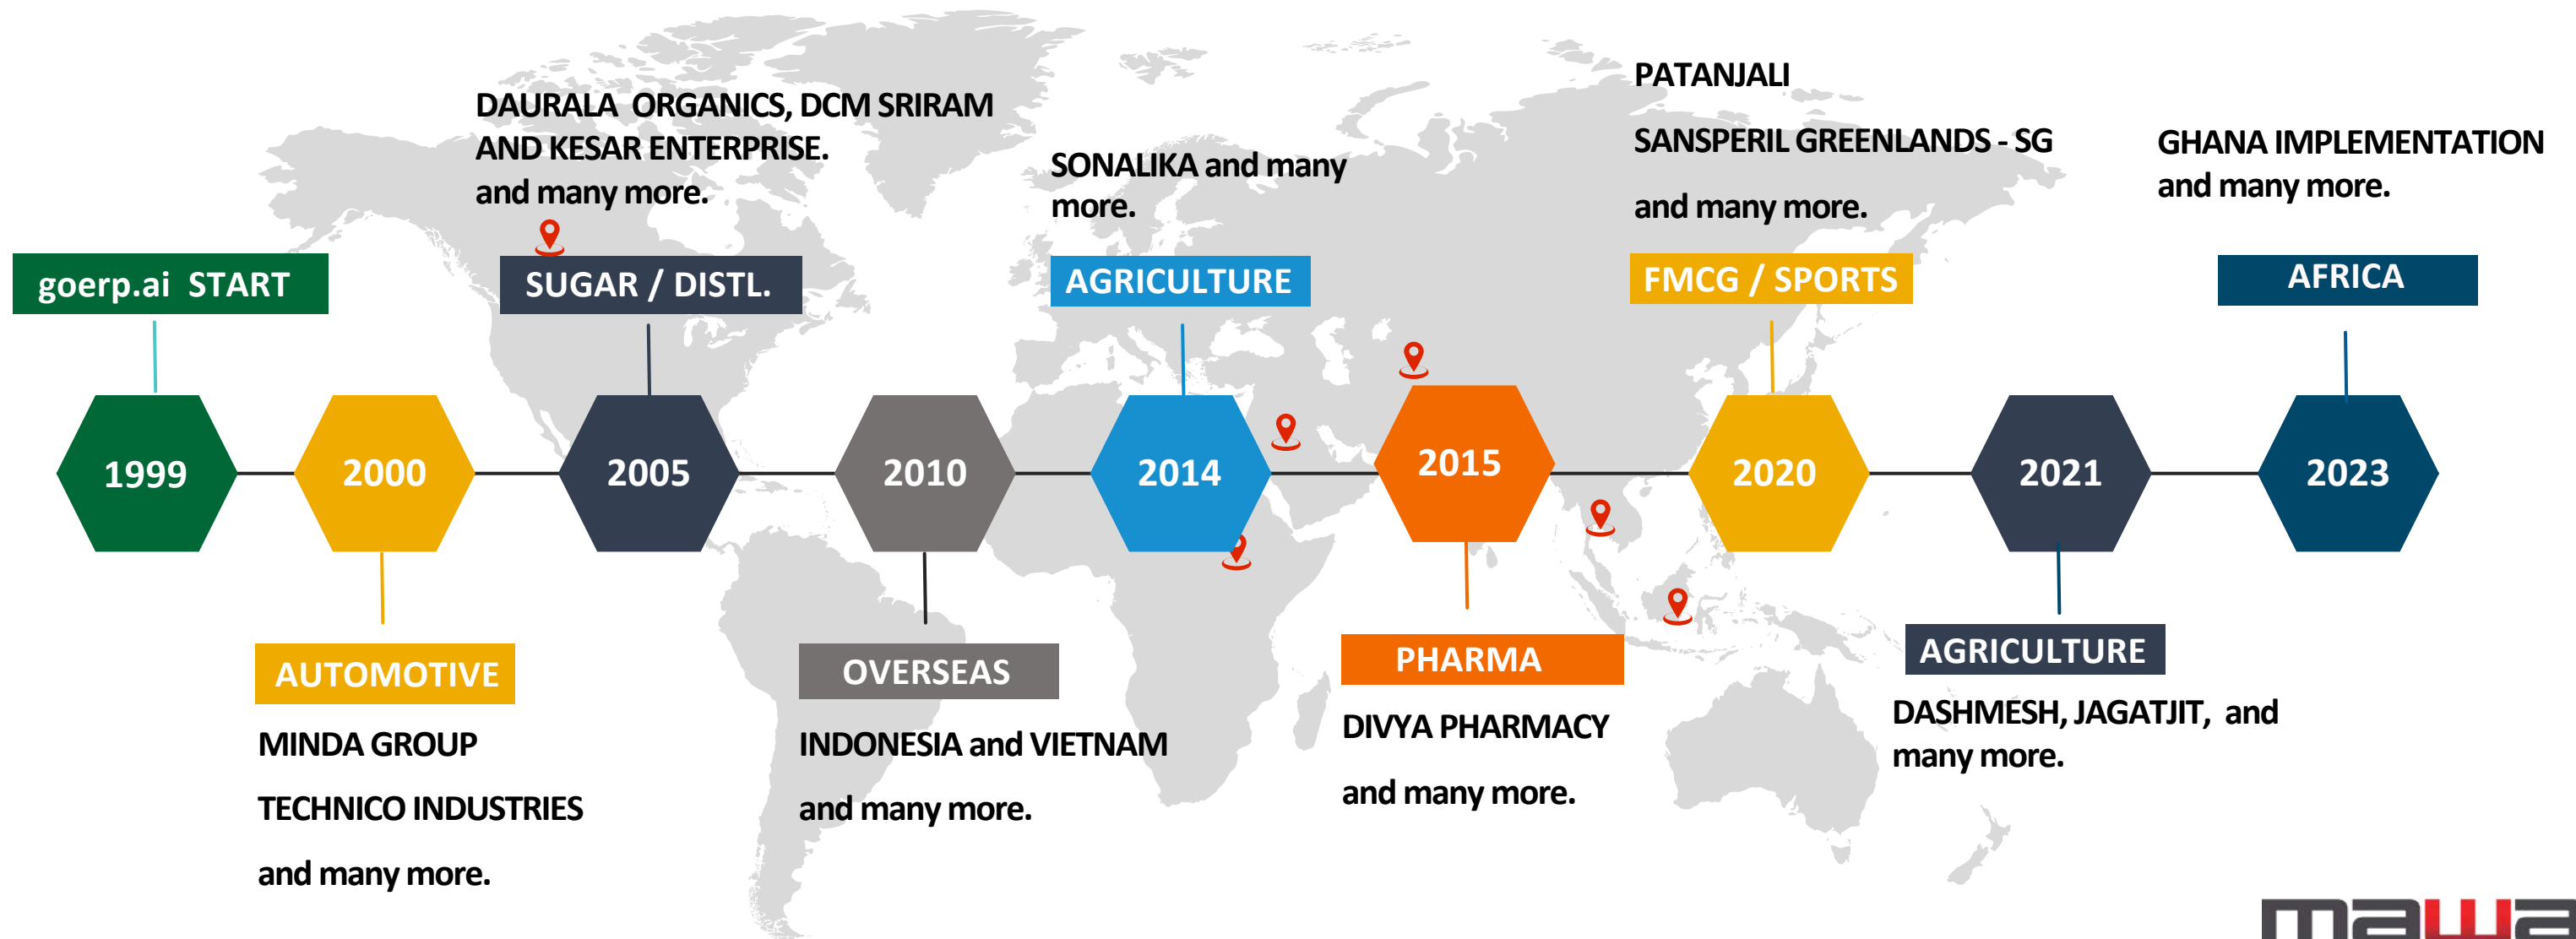 goerp.ai START
1999
2000
AUTOMOTIVE
MINDA GROUP
TECHNICO INDUSTRIES
and many more.
DAURALA ORGANICS, DCM SRIRAM
AND KESAR ENTERPRISE.
and many more.
SUGAR / DISTL.
2005
2010
OVERSEAS
INDONESIA and VIETNAM
and many more.
SONALIKA and many
more.
AGRICULTURE
2014
2015
PHARMA
DIVYA PHARMACY
and many more.
PATANJALI
SANSPERIL GREENLANDS - SG
and many more.
FMCG / SPORTS
2020
2021
AGRICULTURE
DASHMESH, JAGATJIT, and
many more.
GHANA IMPLEMENTATION
and many more.
AFRICA
2023
mawa